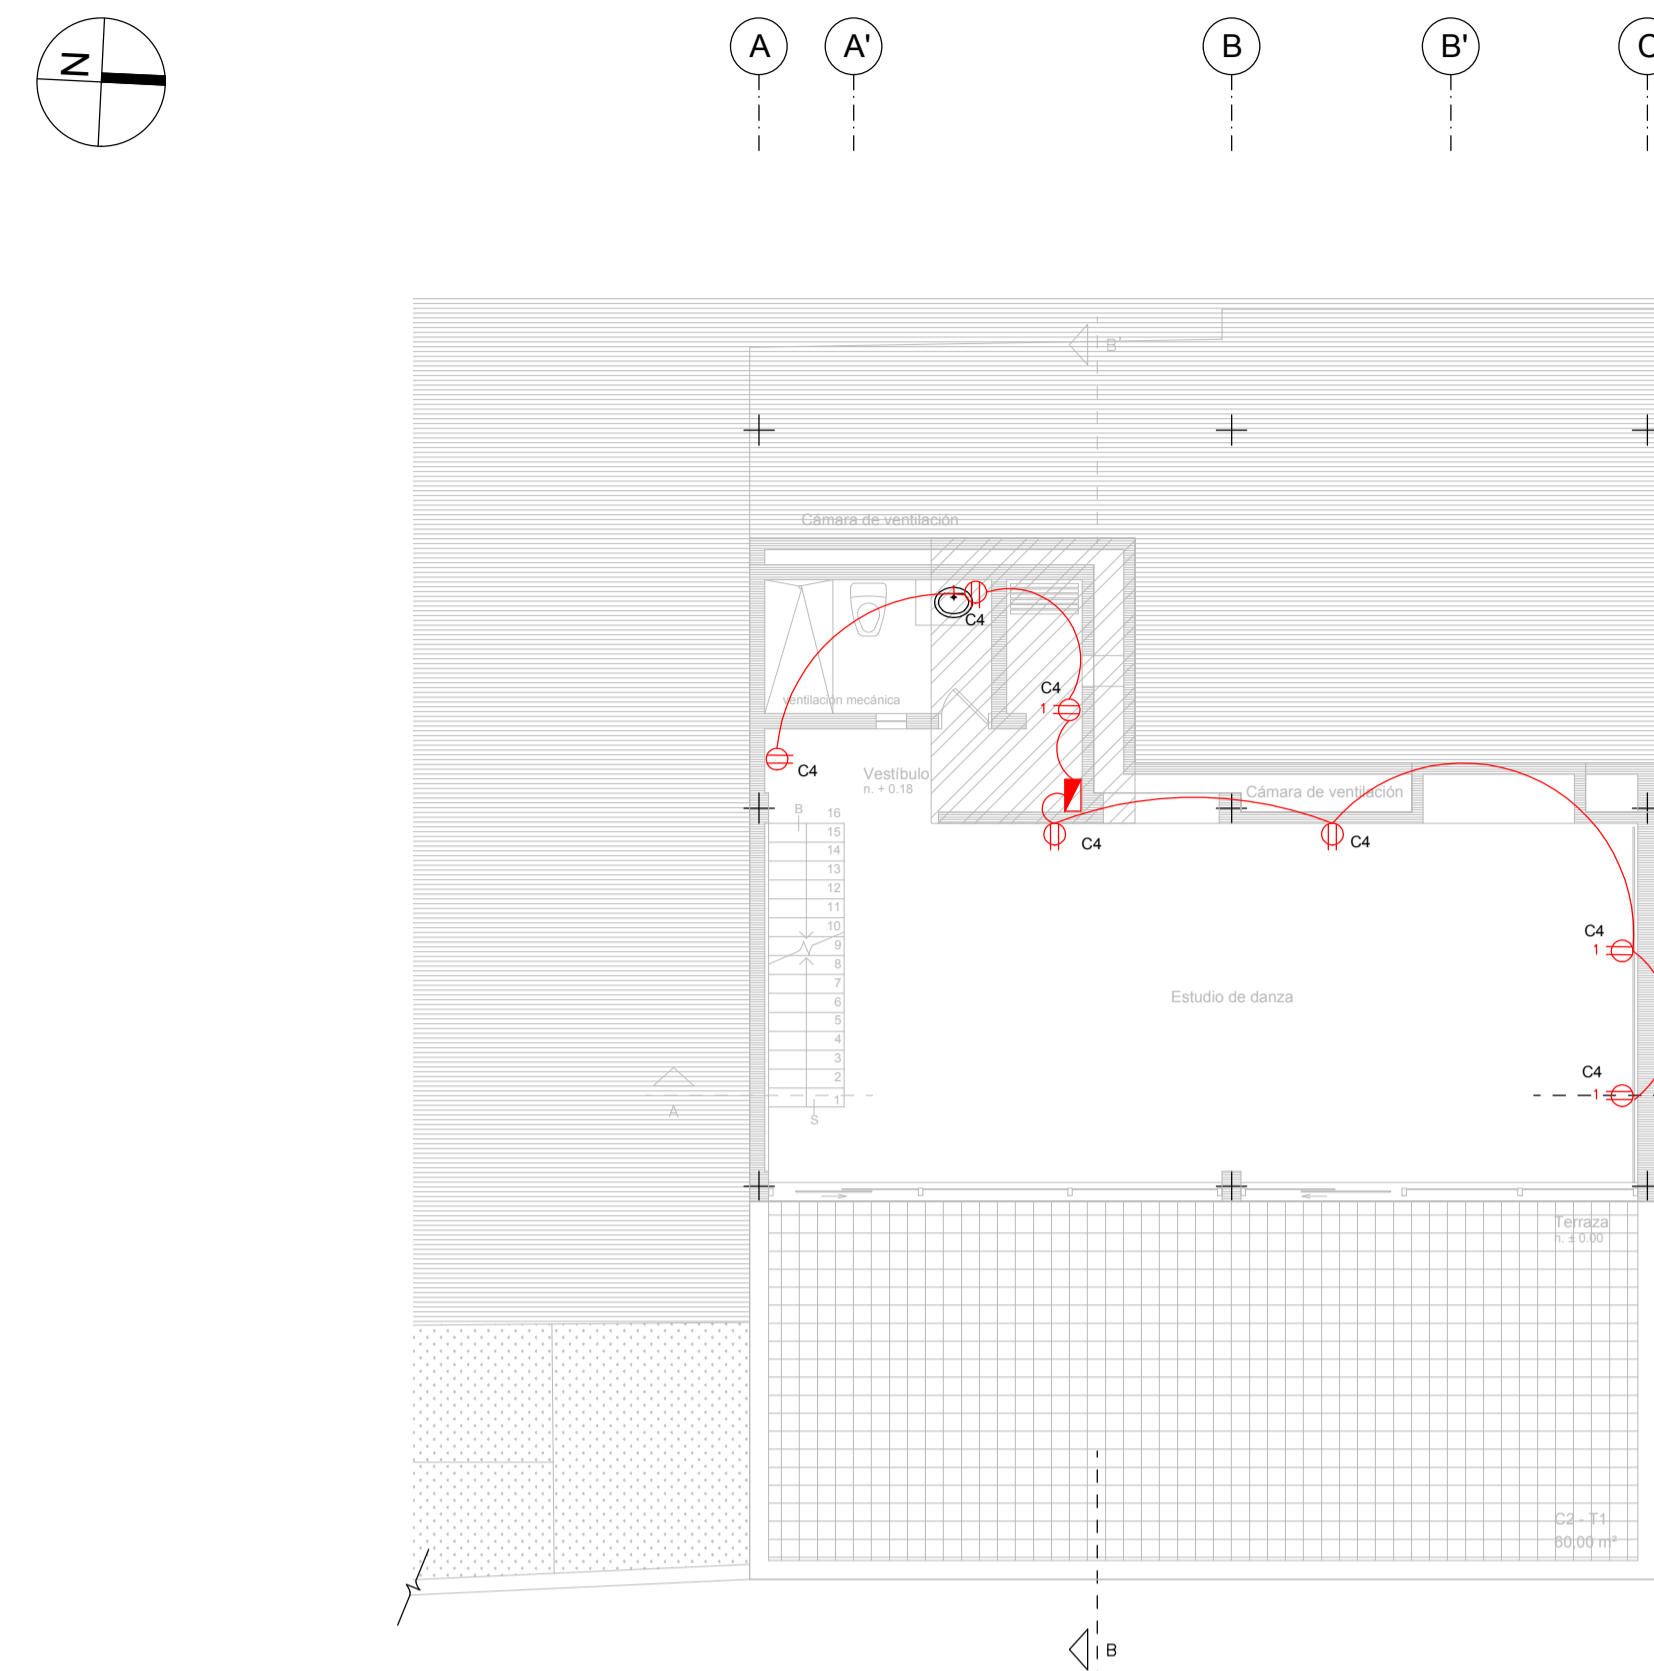 N
A A' B B' C
B'
Cámara de ventilación
1
C4
C4
1
ventilación mecánica
C4
Vestíbulo
n. + 0.18
Cámara de ventilación
B
16
15
14
13
12
11
10
9
8
7
6
5
4
3
2
1
S
C4
C4
C4
1
Estudio de danza
C4
1
A
Terraza
n. ± 0.00
C2 - T1
60,00 m²
B